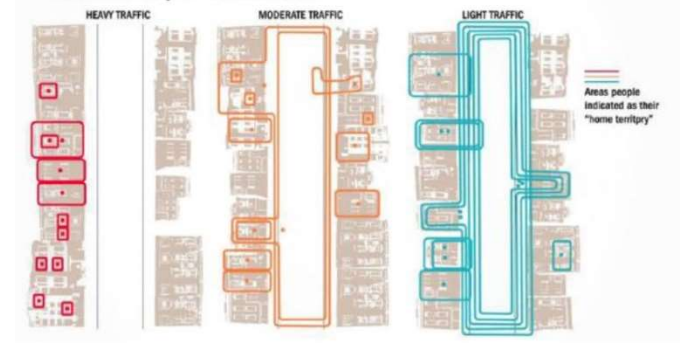 HEAVY TRAFFIC
MODERATE TRAFFIC
LIGHT TRAFFIC
Areas people
indicated as their
"home territpry"